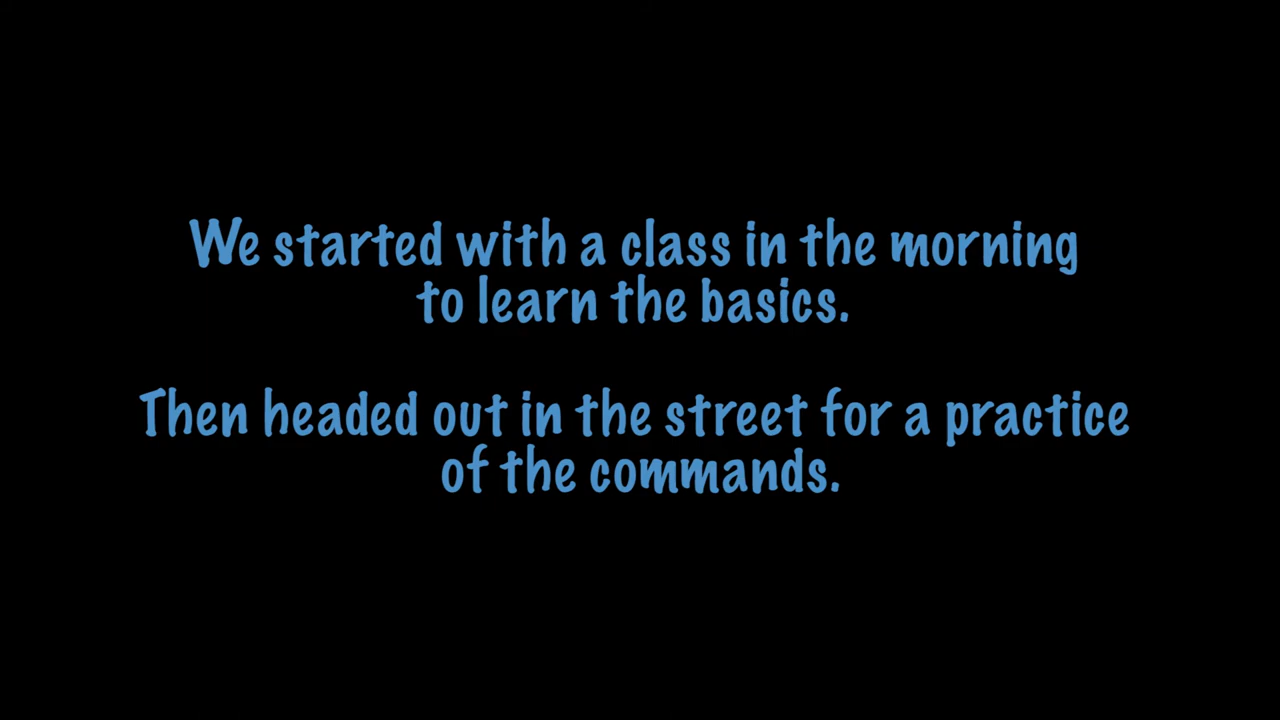 We started with a class in the morning
to learn the basics.
Then headed out in the street for a practice
of the commands.